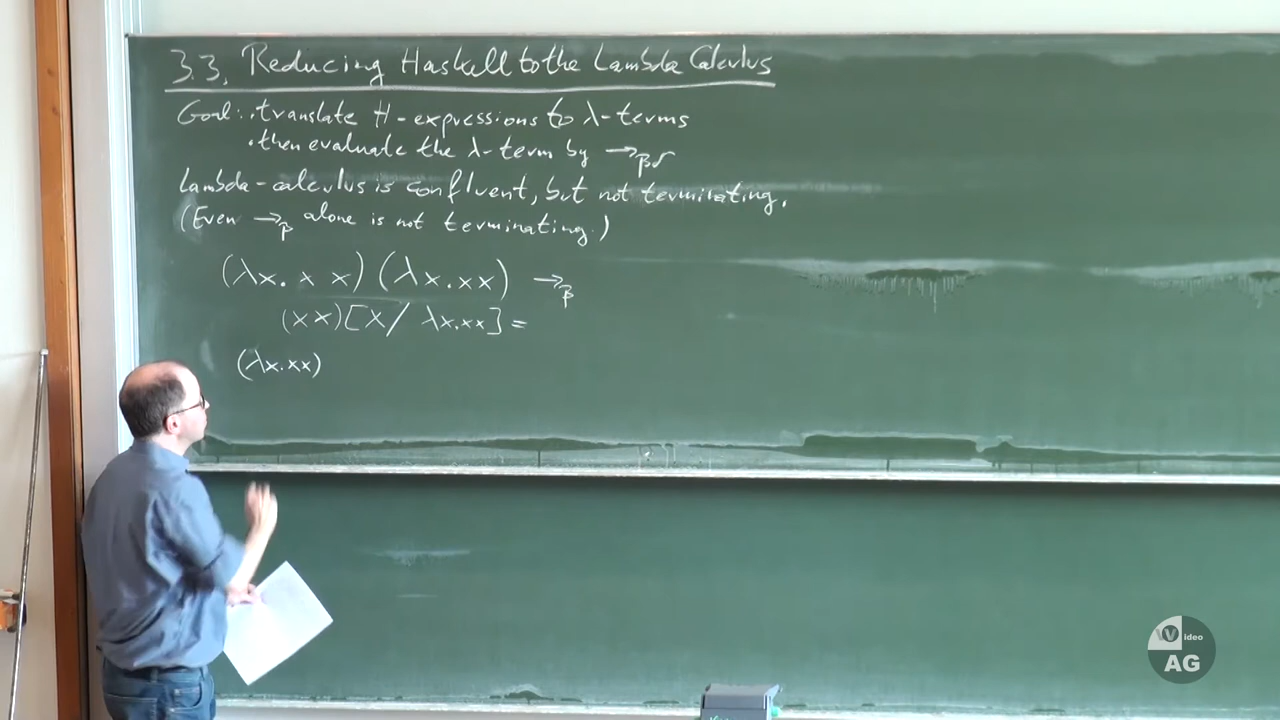 3.3. Reducing Haskell to the Lambda Calculus
Goal: • translate H-expressions to λ-terms
• then evaluate the λ-term by →βδ
Lambda-calculus is confluent, but not terminating.
(Even →β alone is not terminating.)
(λx. x x) (λx.xx) →β
(xx)[x/ λx.xx] =
(λx.xx)
Video
AG